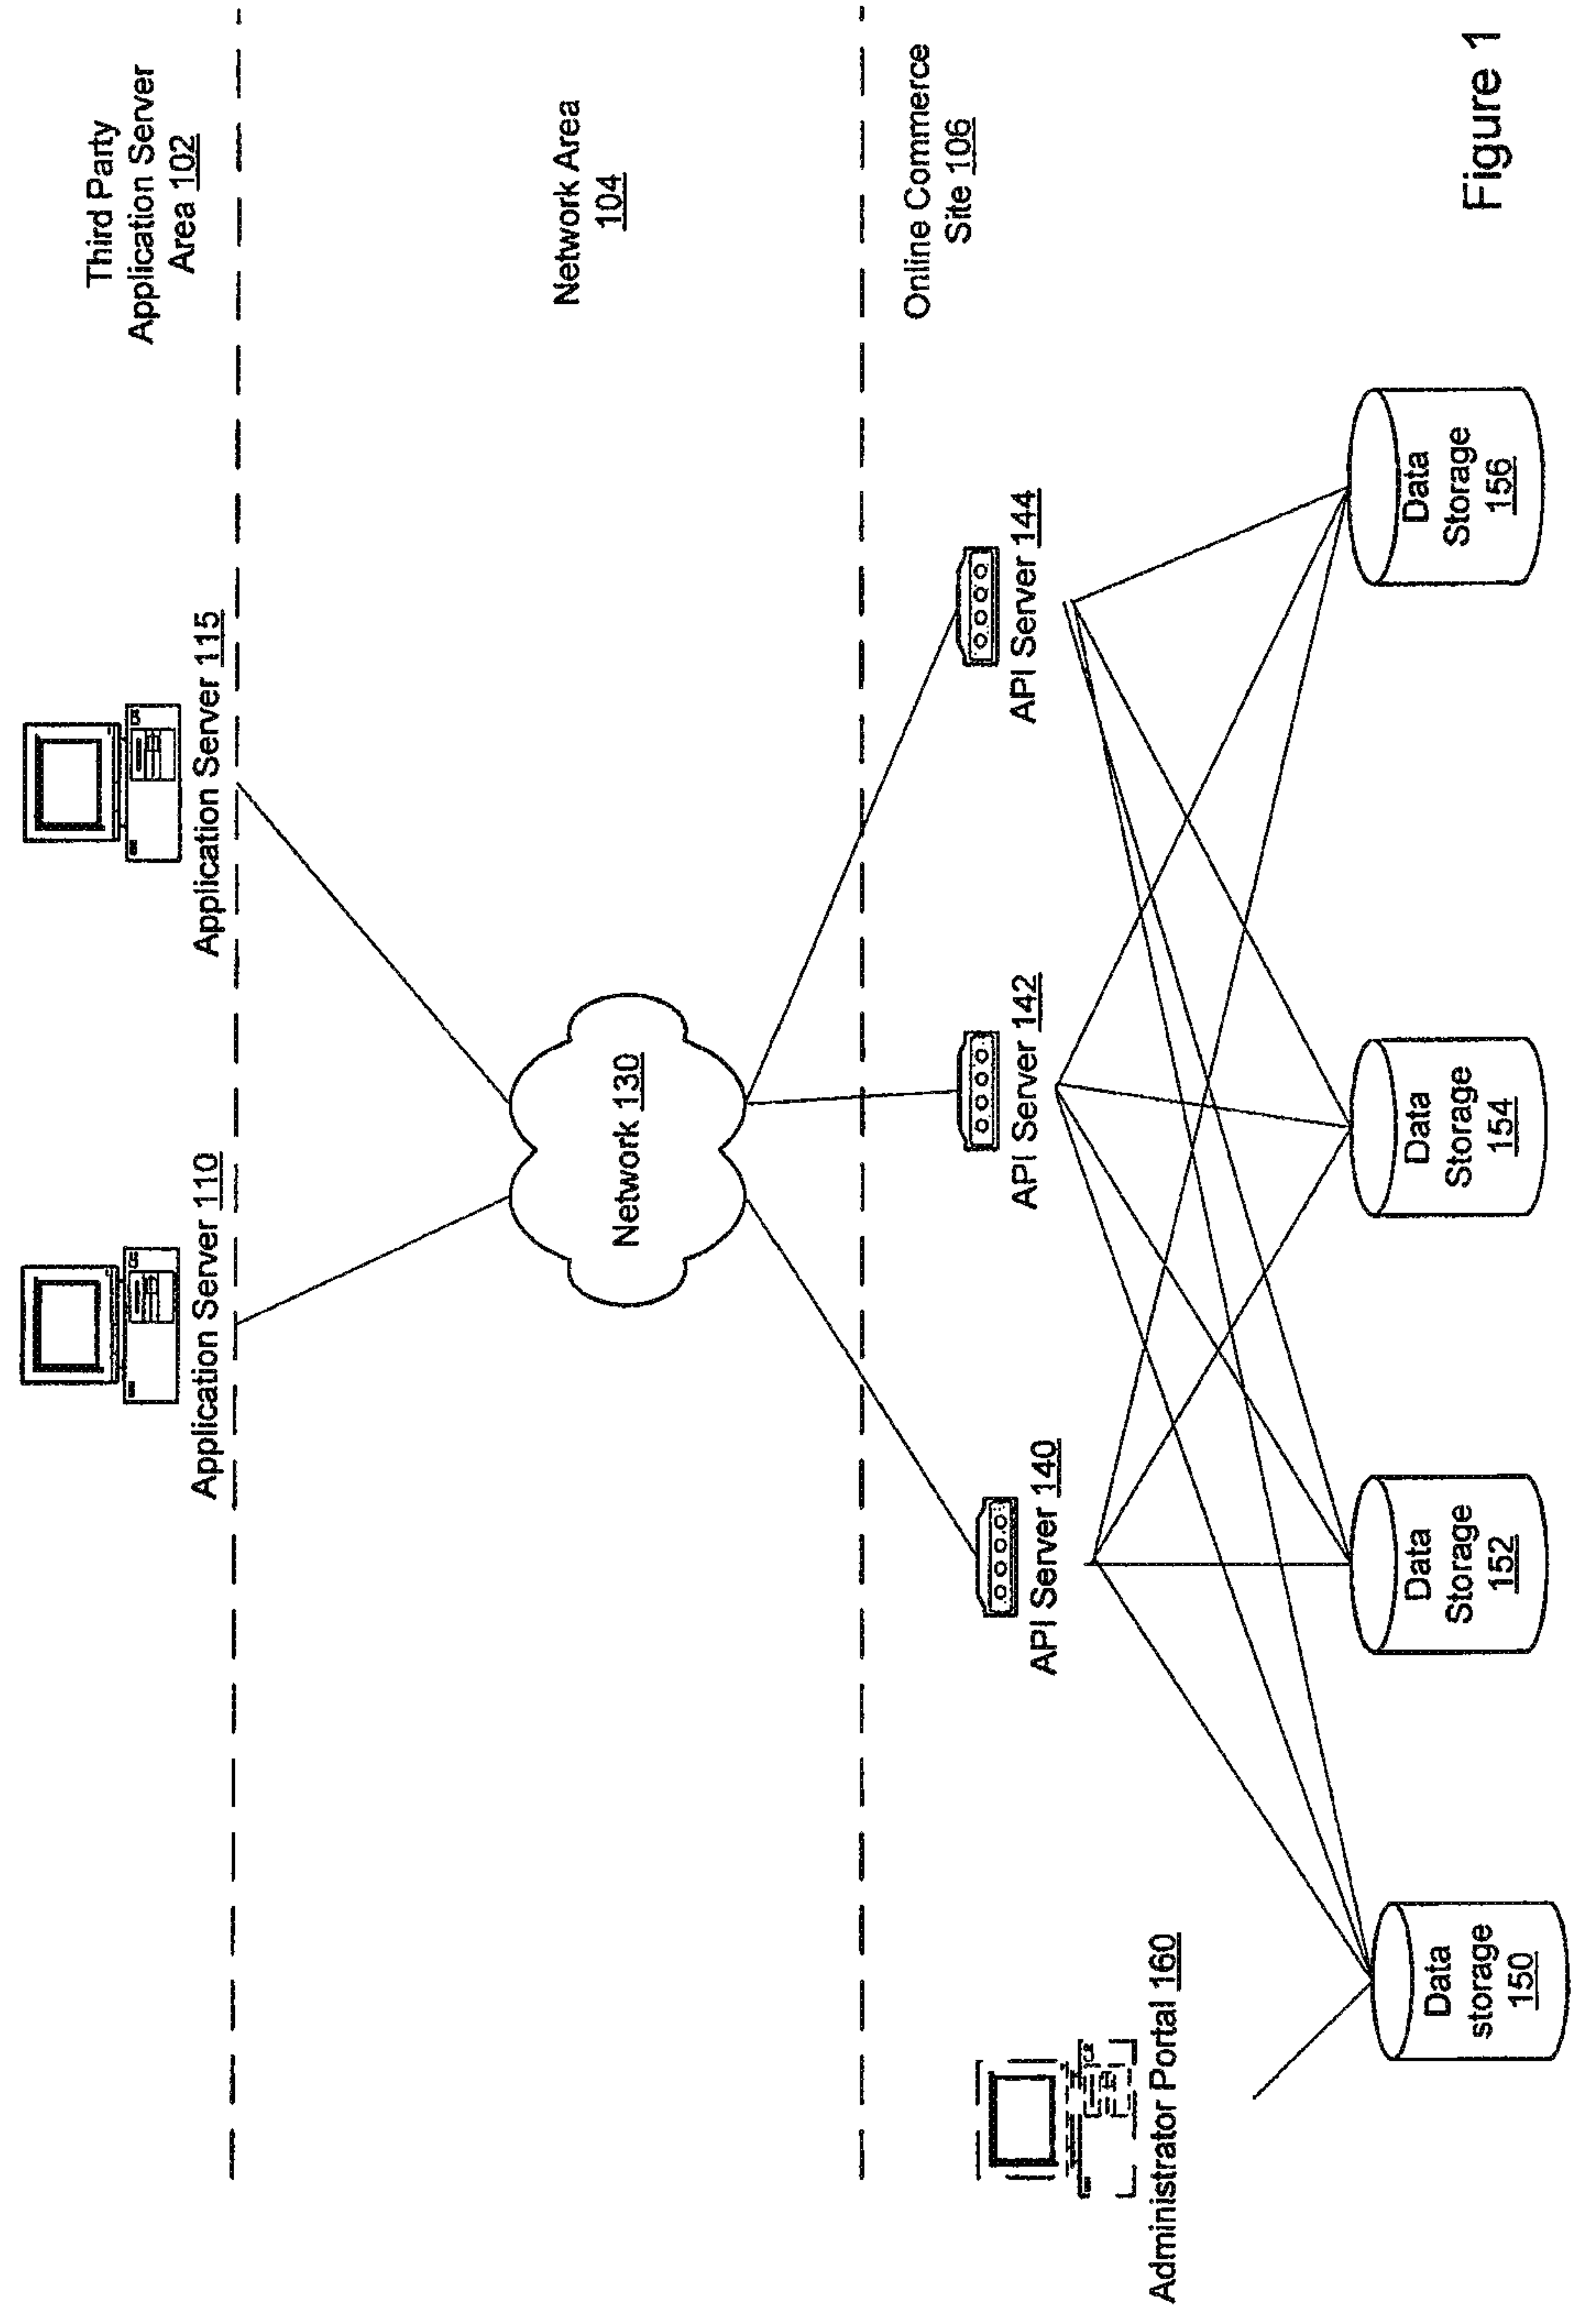 Third Party
Application Server
Area 102
Application Server 110
Application Server 115
Network Area
104
Network 130
Online Commerce
Site 106
API Server 140
API Server 142
API Server 144
Administrator Portal 160
Data
storage
150
Data
Storage
152
Data
Storage
154
Data
Storage
156
Figure 1